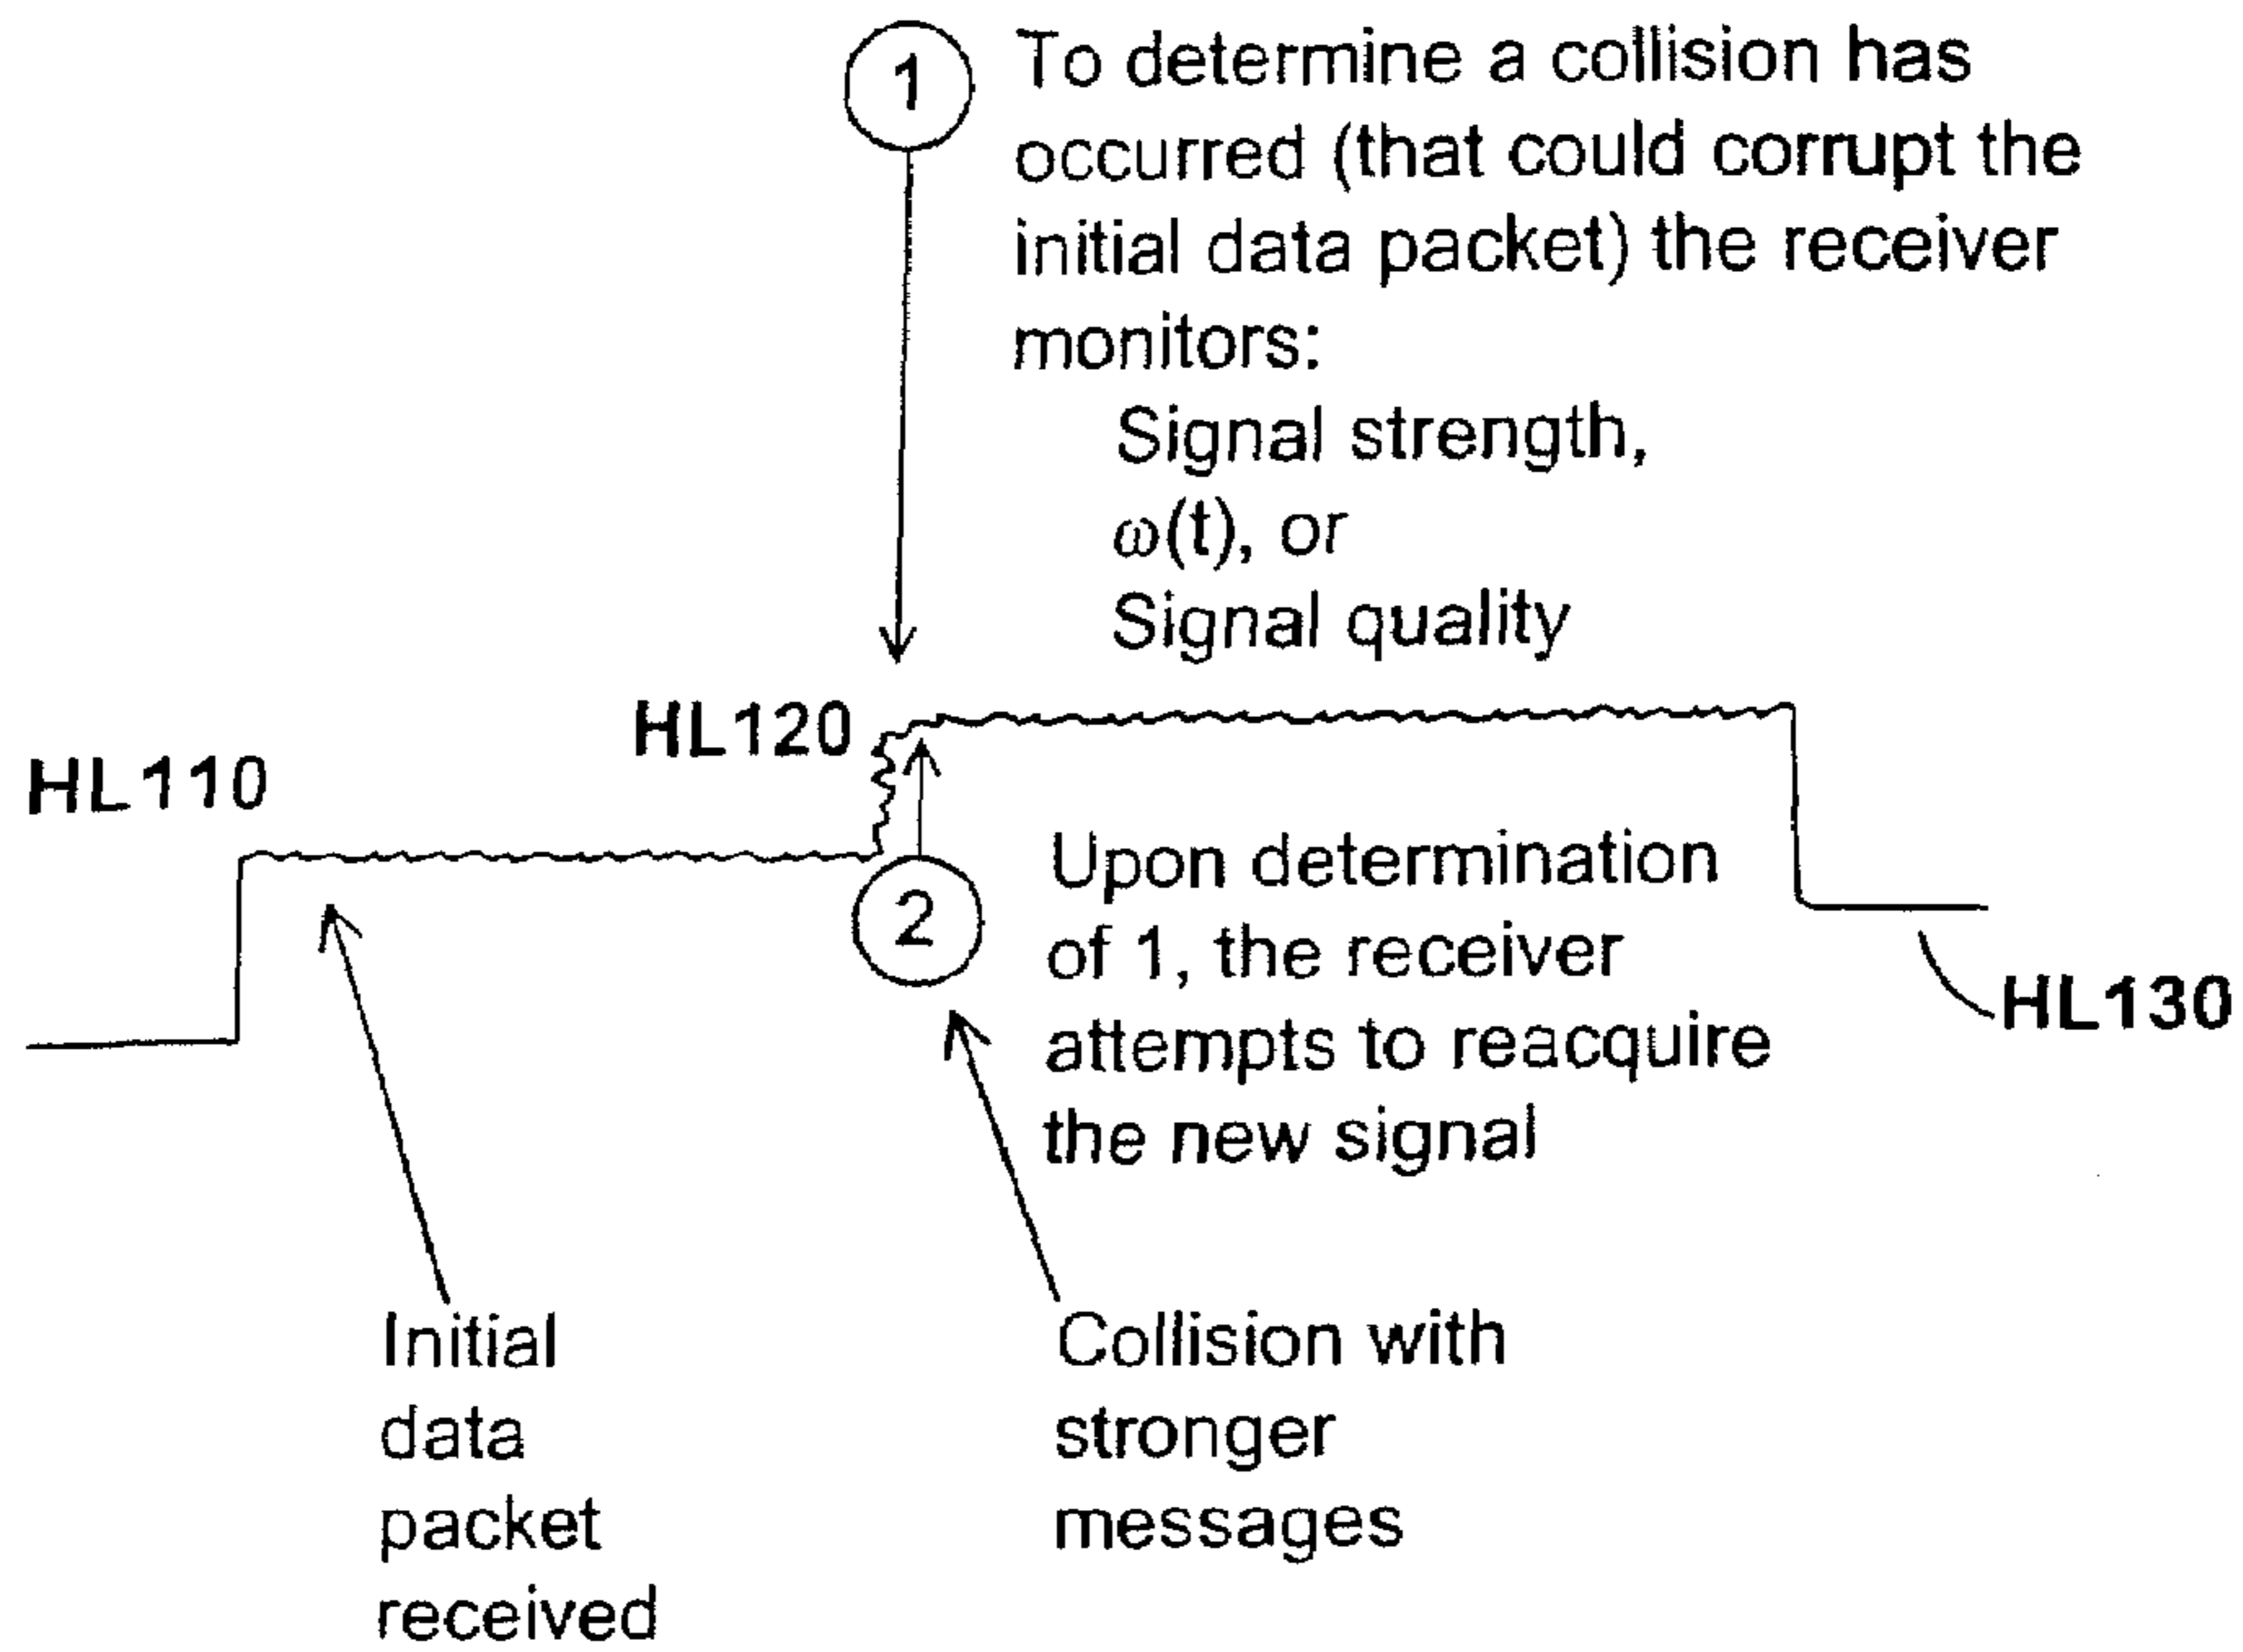 1
To determine a collision has
occurred (that could corrupt the
initial data packet) the receiver
monitors:
Signal strength,
ω(t), or
Signal quality
HL120
HL110
2
Upon determination
of 1, the receiver
attempts to reacquire
the new signal
HL130
Initial
data
packet
received
Collision with
stronger
messages